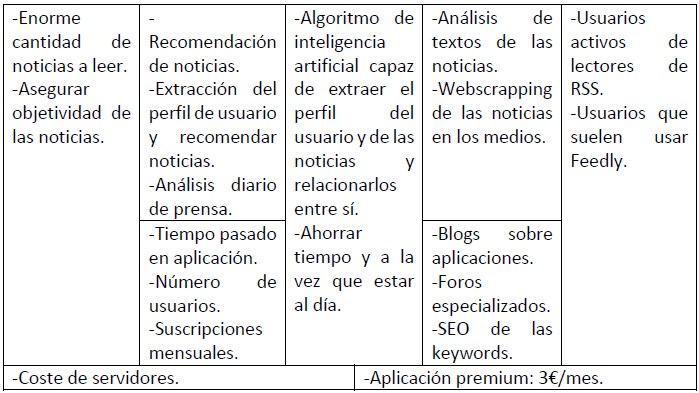 -Enorme
cantidad de
noticias a leer.
-Asegurar
objetividad de
las noticias.
-
Recomendación
de noticias.
-Extracción del
perfil de usuario
y recomendar
noticias.
-Análisis diario
de prensa.
-Tiempo pasado
en aplicación.
-Número de
usuarios.
-Suscripciones
mensuales.
-Algoritmo de
inteligencia
artificial capaz
de extraer el
perfil del
usuario y de las
noticias y
relacionarlos
entre sí.
-Ahorrar
tiempo y a la
vez que estar
al día.
-Análisis de
textos de las
noticias.
-Webscrapping
de las noticias
en los medios.
-Blogs sobre
aplicaciones.
-Foros
especializados.
-SEO de las
keywords.
-Usuarios
activos de
lectores de
RSS.
-Usuarios que
suelen usar
Feedly.
-Coste de servidores.
-Aplicación premium: 3€/mes.